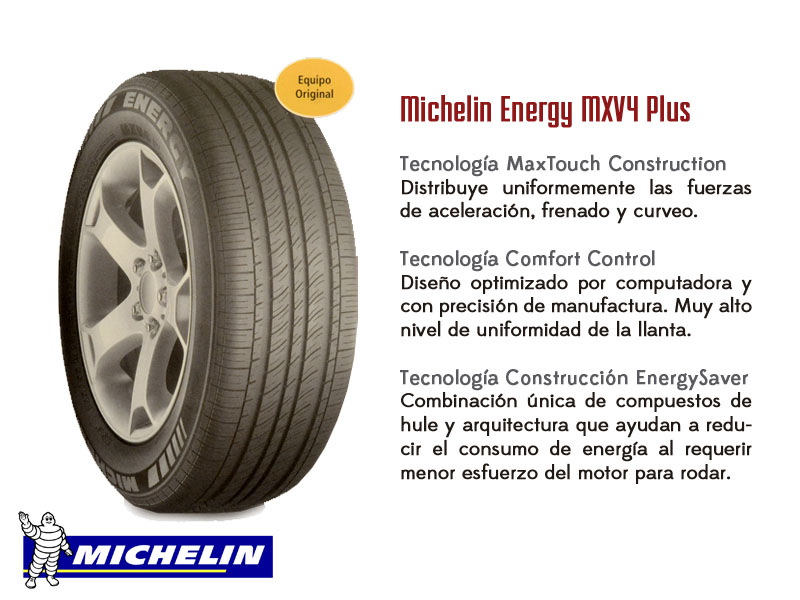 Equipo
Original
ENERGY
Michelin Energy MXV4 Plus
Tecnología MaxTouch Construction
Distribuye uniformemente las fuerzas
de aceleración, frenado y curveo.
Tecnología Comfort Control
Diseño optimizado por computadora y
con precisión de manufactura. Muy alto
nivel de uniformidad de la llanta.
Tecnología Construcción EnergySaver
Combinación única de compuestos de
hule y arquitectura que ayudan a redu-
cir el consumo de energía al requerir
menor esfuerzo del motor para rodar.
MICHELIN